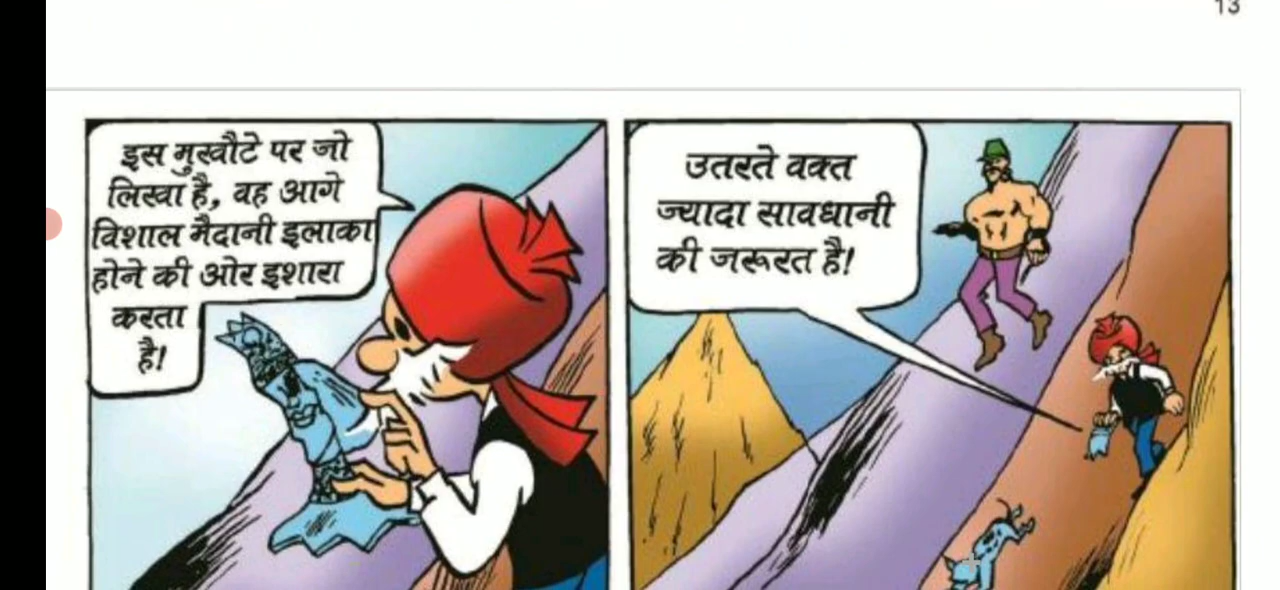 13
इस मुखौटे पर जो
लिखा है, वह आगे
विशाल मैदानी इलाका
होने की ओर इशारा
करता
है!
उतरते वक्त
ज्यादा सावधानी
की जरूरत है!